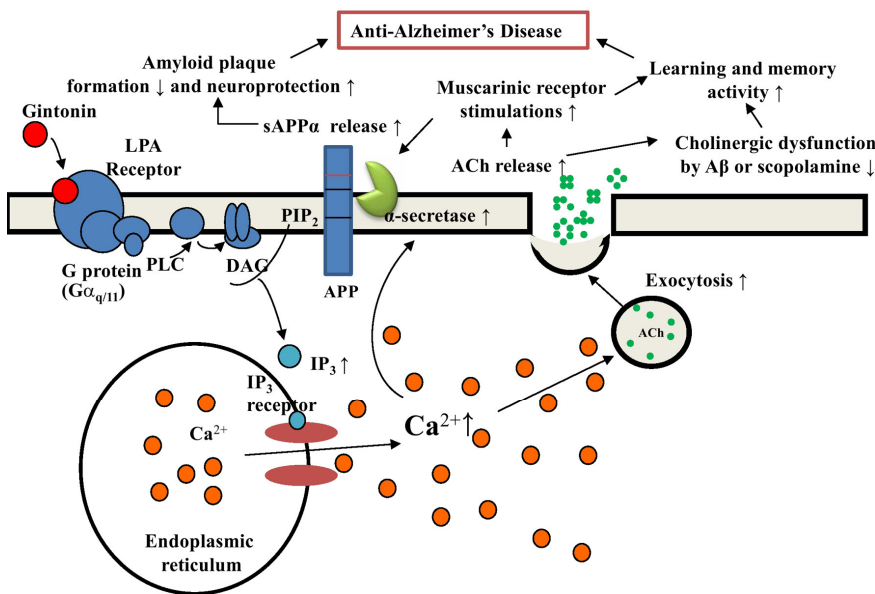 Anti-Alzheimer's Disease
Amyloid plaque
formation ↓ and neuroprotection ↑
Muscarinic receptor
stimulations ↑
Learning and memory
activity ↑
Gintonin
sAPPα release ↑
LPA
Receptor
ACh release ↑
Cholinergic dysfunction
by Aβ or scopolamine ↓
PIP₂
α-secretase ↑
G protein
(Gα_q/11)
PLC
DAG
APP
Exocytosis ↑
ACh
IP₃ ↑
IP₃
receptor
Ca²⁺
Ca²⁺↑
Endoplasmic
reticulum